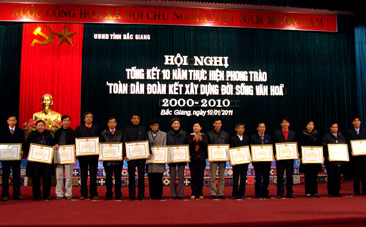 NƯỚC CỘNG HÒA XÃ HỘI CHỦ NGHĨA VIỆT NAM
UBND TỈNH BẮC GIANG
HỘI NGHỊ
TỔNG KẾT 10 NĂM THỰC HIỆN PHONG TRÀO
"TOÀN DÂN ĐOÀN KẾT XÂY DỰNG ĐỜI SỐNG VĂN HOÁ"
2000-2010
Bắc Giang, ngày 10/01/2011